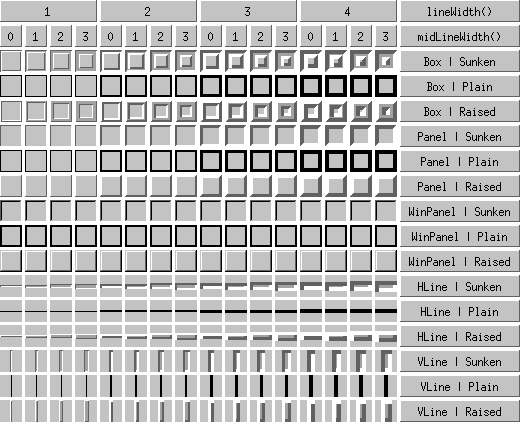 1 2 3 4 lineWidth()
0 1 2 3 0 1 2 3 0 1 2 3 0 1 2 3 midLineWidth()
Box | Sunken
Box | Plain
Box | Raised
Panel | Sunken
Panel | Plain
Panel | Raised
WinPanel | Sunken
WinPanel | Plain
WinPanel | Raised
HLine | Sunken
HLine | Plain
HLine | Raised
VLine | Sunken
VLine | Plain
VLine | Raised